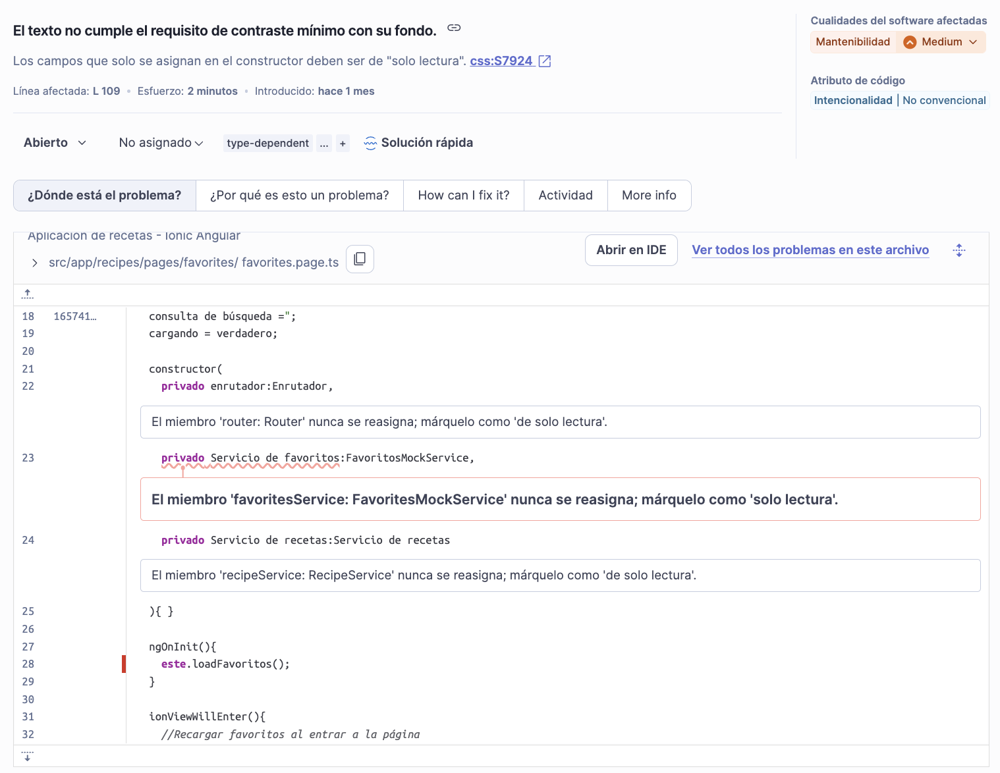 El texto no cumple el requisito de contraste mínimo con su fondo.
Los campos que solo se asignan en el constructor deben ser de "solo lectura". css:S7924
Línea afectada: L 109 • Esfuerzo: 2 minutos • Introducido: hace 1 mes
Cualidades del software afectadas
Mantenibilidad Medium
Atributo de código
Intencionalidad | No convencional
Abierto No asignado type-dependent ... + Solución rápida
¿Dónde está el problema? ¿Por qué es esto un problema? How can I fix it? Actividad More info
Aplicación de recetas - Ionic Angular
src/app/recipes/pages/favorites/ favorites.page.ts
Abrir en IDE Ver todos los problemas en este archivo
18 165741… consulta de búsqueda ='';
19 cargando = verdadero;
20
21 constructor(
22 privado enrutador:Enrutador,
El miembro 'router: Router' nunca se reasigna; márquelo como 'de solo lectura'.
23 privado Servicio de favoritos:FavoritosMockService,
El miembro 'favoritesService: FavoritesMockService' nunca se reasigna; márquelo como 'solo lectura'.
24 privado Servicio de recetas:Servicio de recetas
El miembro 'recipeService: RecipeService' nunca se reasigna; márquelo como 'de solo lectura'.
25 ){ }
26
27 ngOnInit(){
28 este.loadFavoritos();
29 }
30
31 ionViewWillEnter(){
32 //Recargar favoritos al entrar a la página